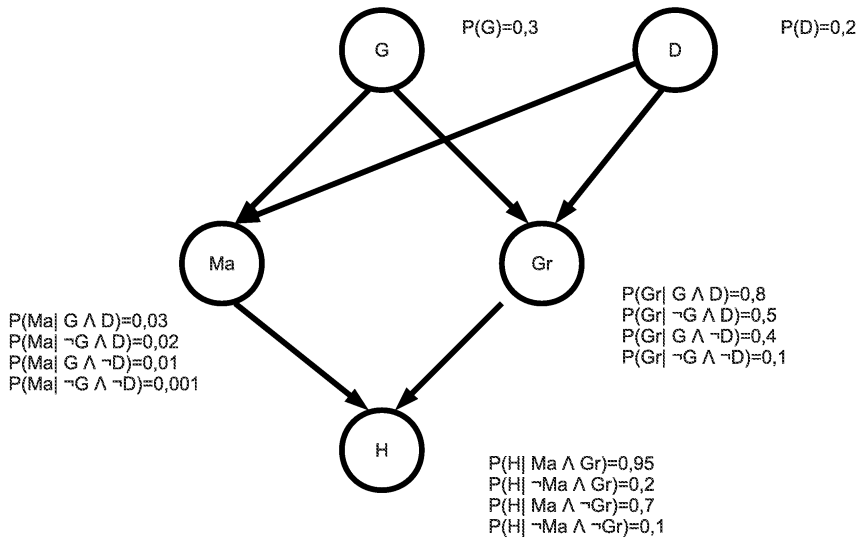 G
P(G)=0,3
D
P(D)=0,2
Ma
Gr
P(Ma| G Λ D)=0,03
P(Ma| ¬G Λ D)=0,02
P(Ma| G Λ ¬D)=0,01
P(Ma| ¬G Λ ¬D)=0,001
P(Gr| G Λ D)=0,8
P(Gr| ¬G Λ D)=0,5
P(Gr| G Λ ¬D)=0,4
P(Gr| ¬G Λ ¬D)=0,1
H
P(H| Ma Λ Gr)=0,95
P(H| ¬Ma Λ Gr)=0,2
P(H| Ma Λ ¬Gr)=0,7
P(H| ¬Ma Λ ¬Gr)=0,1